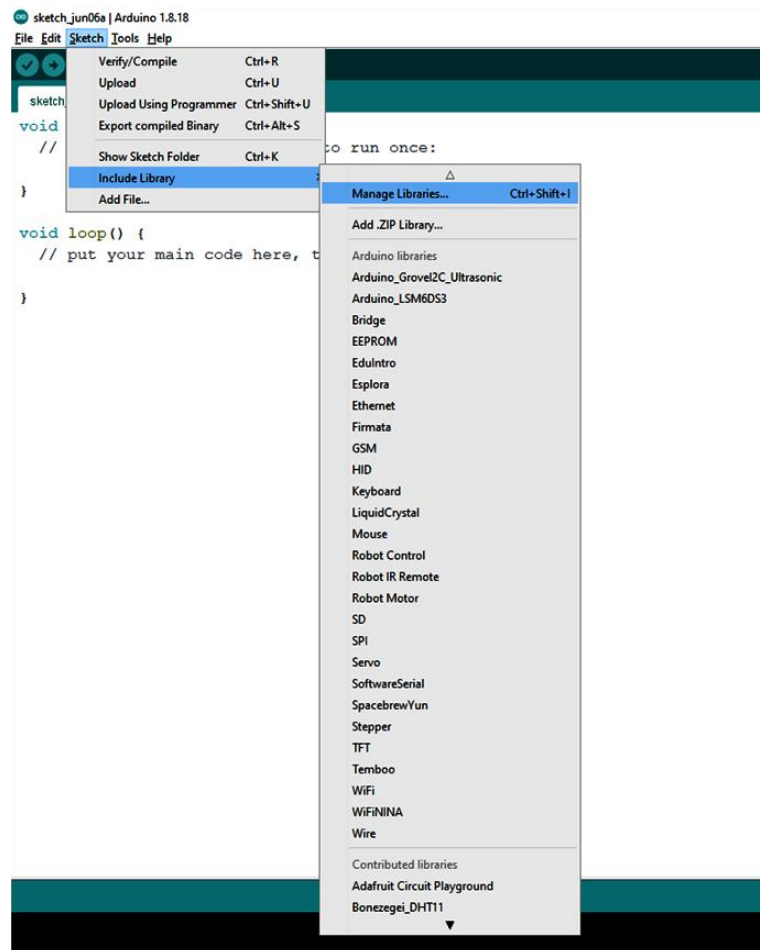 sketch_jun06a | Arduino 1.8.18
File Edit Sketch Tools Help
Verify/Compile Ctrl+R
Upload Ctrl+U
Upload Using Programmer Ctrl+Shift+U
Export compiled Binary Ctrl+Alt+S
Show Sketch Folder Ctrl+K
Include Library
Add File...
sketch_
void
// to run once:
}
void loop() {
// put your main code here, t
}
Manage Libraries... Ctrl+Shift+I
Add .ZIP Library...
Arduino libraries
Arduino_GroveI2C_Ultrasonic
Arduino_LSM6DS3
Bridge
EEPROM
EduIntro
Esplora
Ethernet
Firmata
GSM
HID
Keyboard
LiquidCrystal
Mouse
Robot Control
Robot IR Remote
Robot Motor
SD
SPI
Servo
SoftwareSerial
SpacebrewYun
Stepper
TFT
Temboo
WiFi
WiFiNINA
Wire
Contributed libraries
Adafruit Circuit Playground
Bonezegei_DHT11